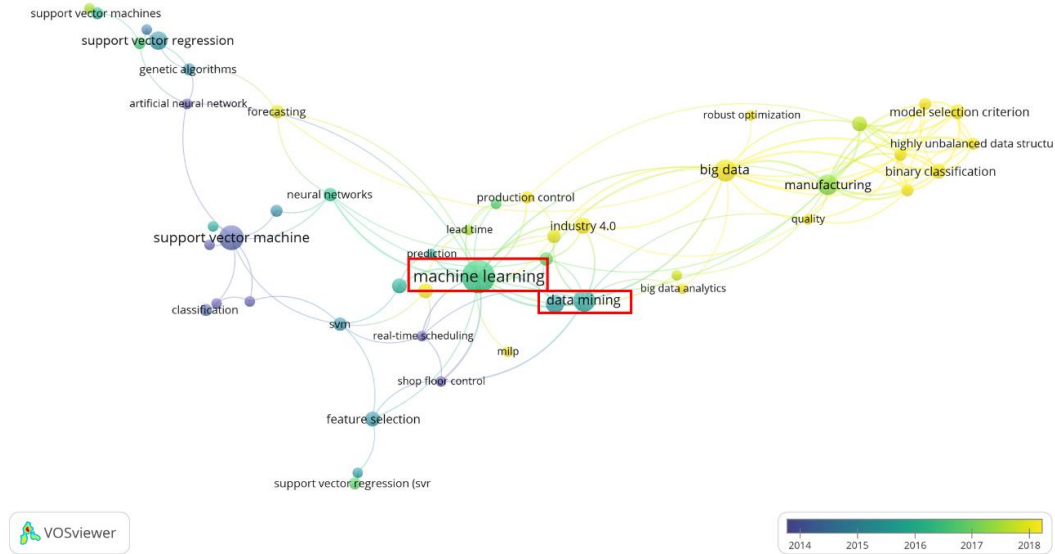 support vector machines
support vector regression
genetic algorithms
artificial neural network
forecasting
robust optimization
model selection criterion
highly unbalanced data structu
big data
binary classification
manufacturing
neural networks
production control
quality
lead time
industry 4.0
support vector machine
prediction
machine learning
big data analytics
data mining
classification
svm
real-time scheduling
milp
shop floor control
feature selection
support vector regression (svr
VOSviewer
2014 2015 2016 2017 2018